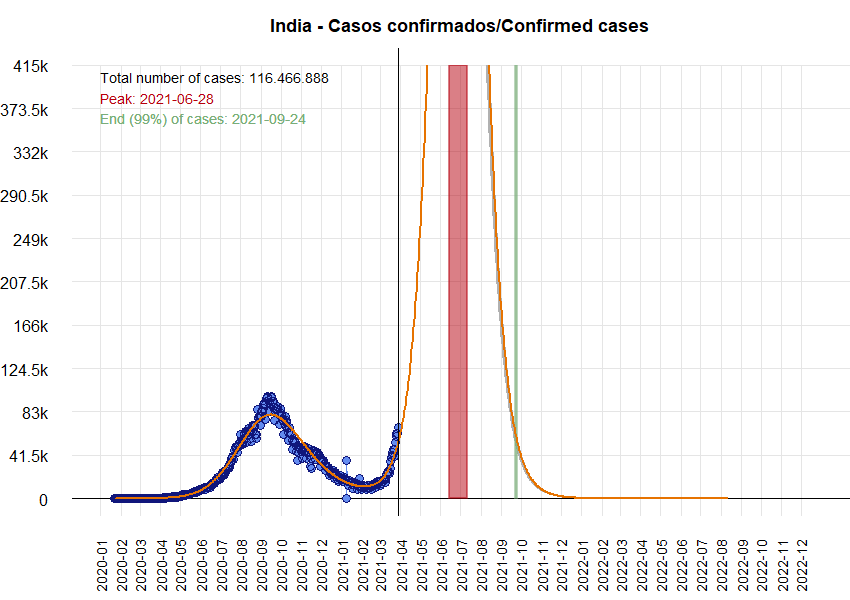 India - Casos confirmados/Confirmed cases
415k
Total number of cases: 116.466.888
Peak: 2021-06-28
End (99%) of cases: 2021-09-24
373.5k
332k
290.5k
249k
207.5k
166k
124.5k
83k
41.5k
0
2020-01
2020-02
2020-03
2020-04
2020-05
2020-06
2020-07
2020-08
2020-09
2020-10
2020-11
2020-12
2021-01
2021-02
2021-03
2021-04
2021-05
2021-06
2021-07
2021-08
2021-09
2021-10
2021-11
2021-12
2022-01
2022-02
2022-03
2022-04
2022-05
2022-06
2022-07
2022-08
2022-09
2022-10
2022-11
2022-12